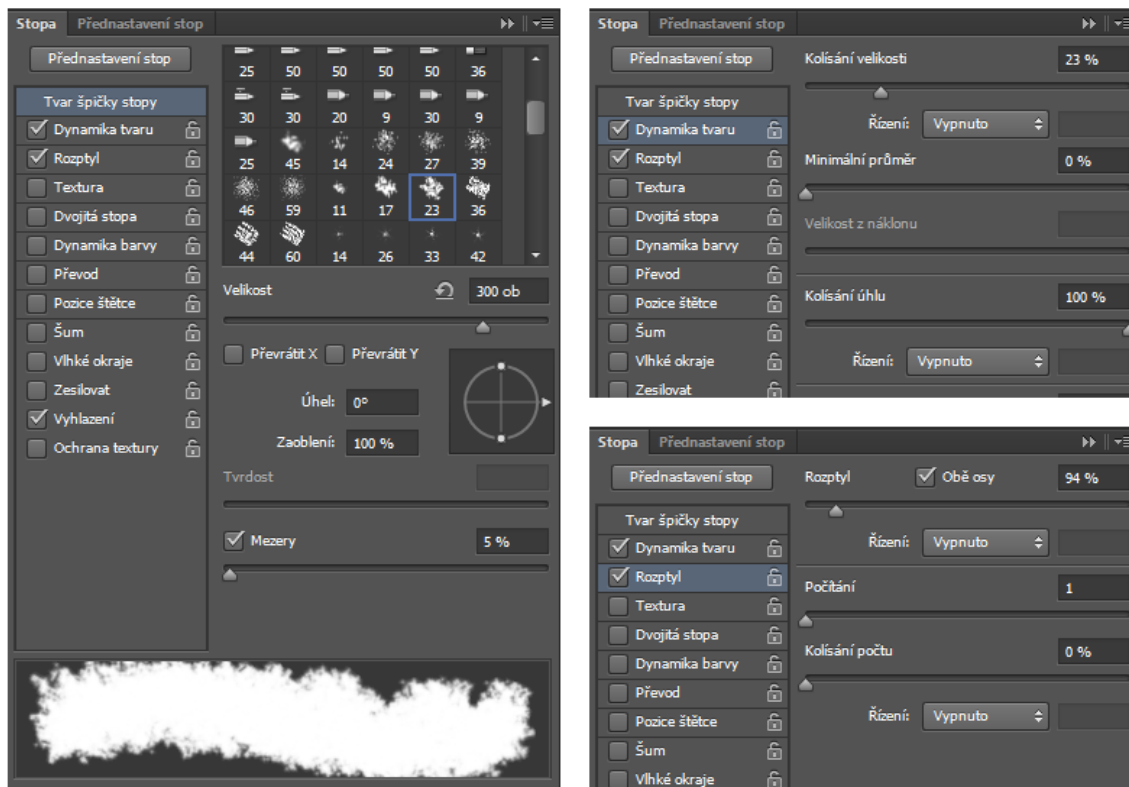 Stopa Přednastavení stop
Přednastavení stop
Tvar špičky stopy
Dynamika tvaru
Rozptyl
Textura
Dvojitá stopa
Dynamika barvy
Převod
Pozice štětce
Šum
Vlhké okraje
Zesilovat
Vyhlazení
Ochrana textury
25 50 50 50 50 36
30 30 20 9 30 9
25 45 14 24 27 39
46 59 11 17 23 36
44 60 14 26 33 42
Velikost 300 ob
Převrátit X Převrátit Y
Úhel: 0º
Zaoblení: 100 %
Tvrdost
Mezery 5 %
Stopa Přednastavení stop
Přednastavení stop
Tvar špičky stopy
Dynamika tvaru
Rozptyl
Textura
Dvojitá stopa
Dynamika barvy
Převod
Pozice štětce
Šum
Vlhké okraje
Zesilovat
Kolísání velikosti 23 %
Řízení: Vypnuto
Minimální průměr 0 %
Velikost z náklonu
Kolísání úhlu 100 %
Řízení: Vypnuto
Stopa Přednastavení stop
Přednastavení stop
Tvar špičky stopy
Dynamika tvaru
Rozptyl
Textura
Dvojitá stopa
Dynamika barvy
Převod
Pozice štětce
Šum
Vlhké okraje
Rozptyl Obě osy 94 %
Řízení: Vypnuto
Počítání 1
Kolísání počtu 0 %
Řízení: Vypnuto